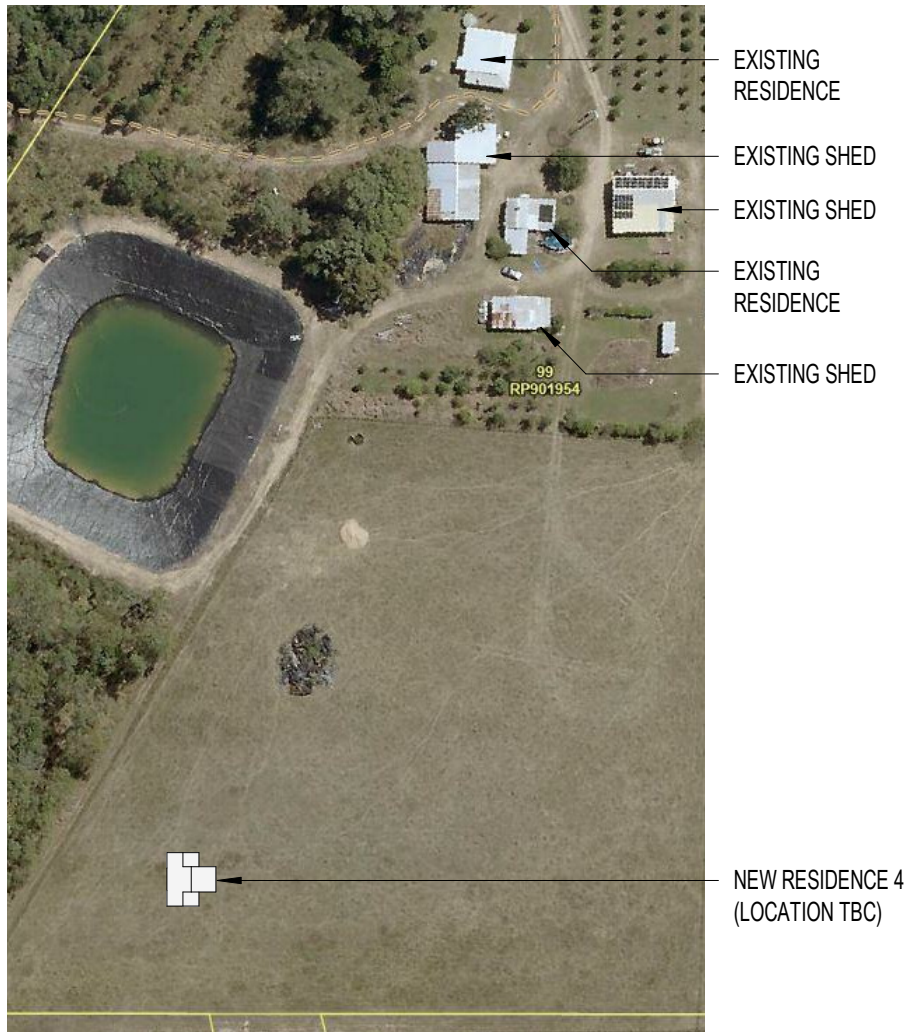 EXISTING
RESIDENCE
EXISTING SHED
EXISTING SHED
EXISTING
RESIDENCE
EXISTING SHED
99
RP901954
NEW RESIDENCE 4
(LOCATION TBC)